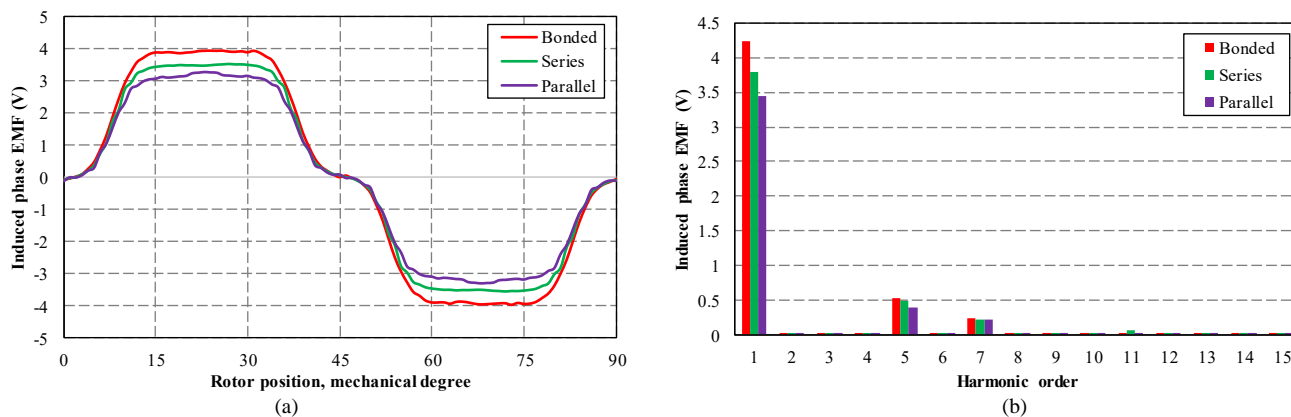 Induced phase EMF (V)
5
4
3
2
1
0
-1
-2
-3
-4
-5
Bonded
Series
Parallel
0 15 30 45 60 75 90
Rotor position, mechanical degree
(a)
Induced phase EMF (V)
4.5
4
3.5
3
2.5
2
1.5
1
0.5
0
Bonded
Series
Parallel
1 2 3 4 5 6 7 8 9 10 11 12 13 14 15
Harmonic order
(b)